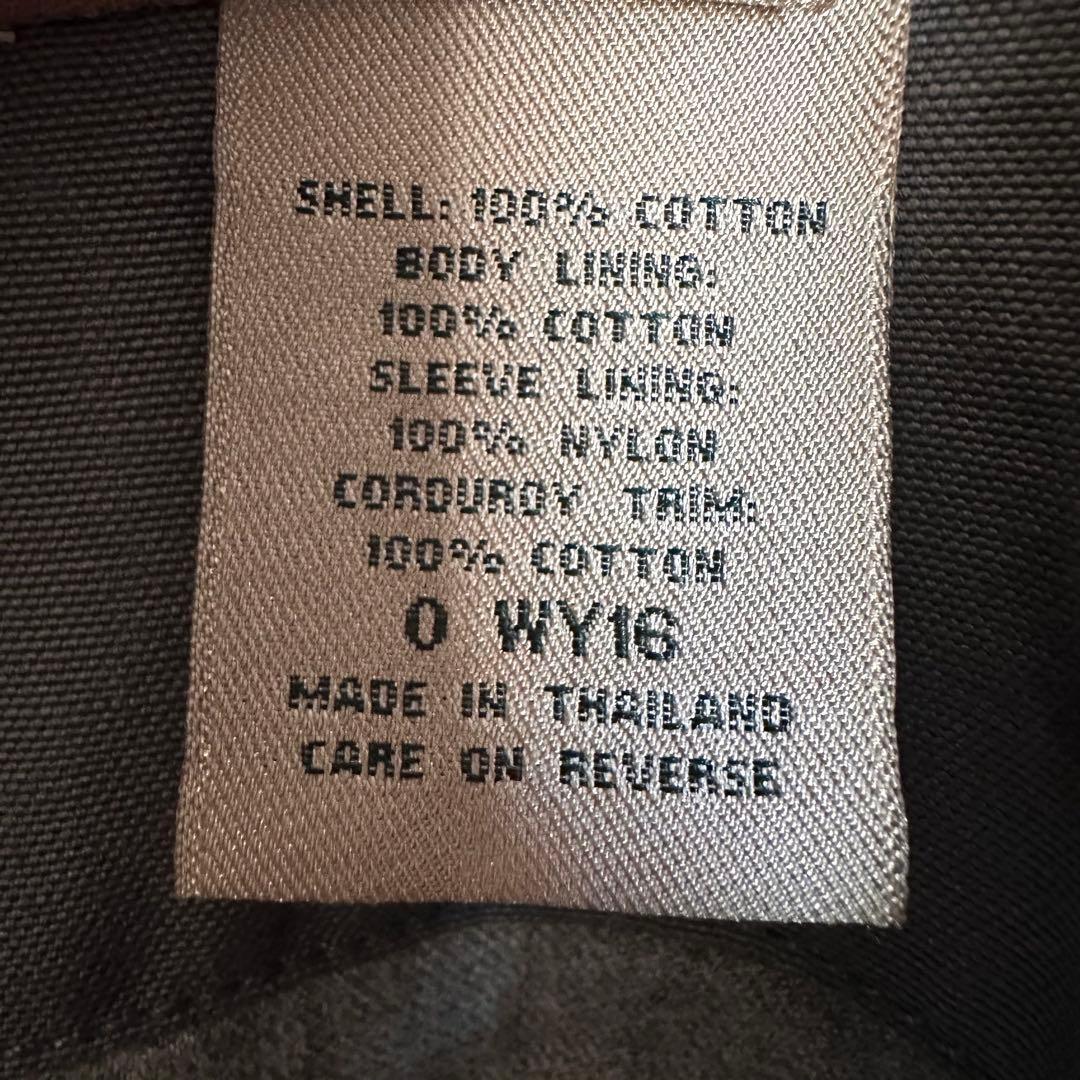 SHELL: 100% COTTON
BODY LINING:
100% COTTON
SLEEVE LINING:
100% NYLON
CORDUROY TRIM:
100% COTTON
0 WY16
MADE IN THAILAND
CARE ON REVERSE